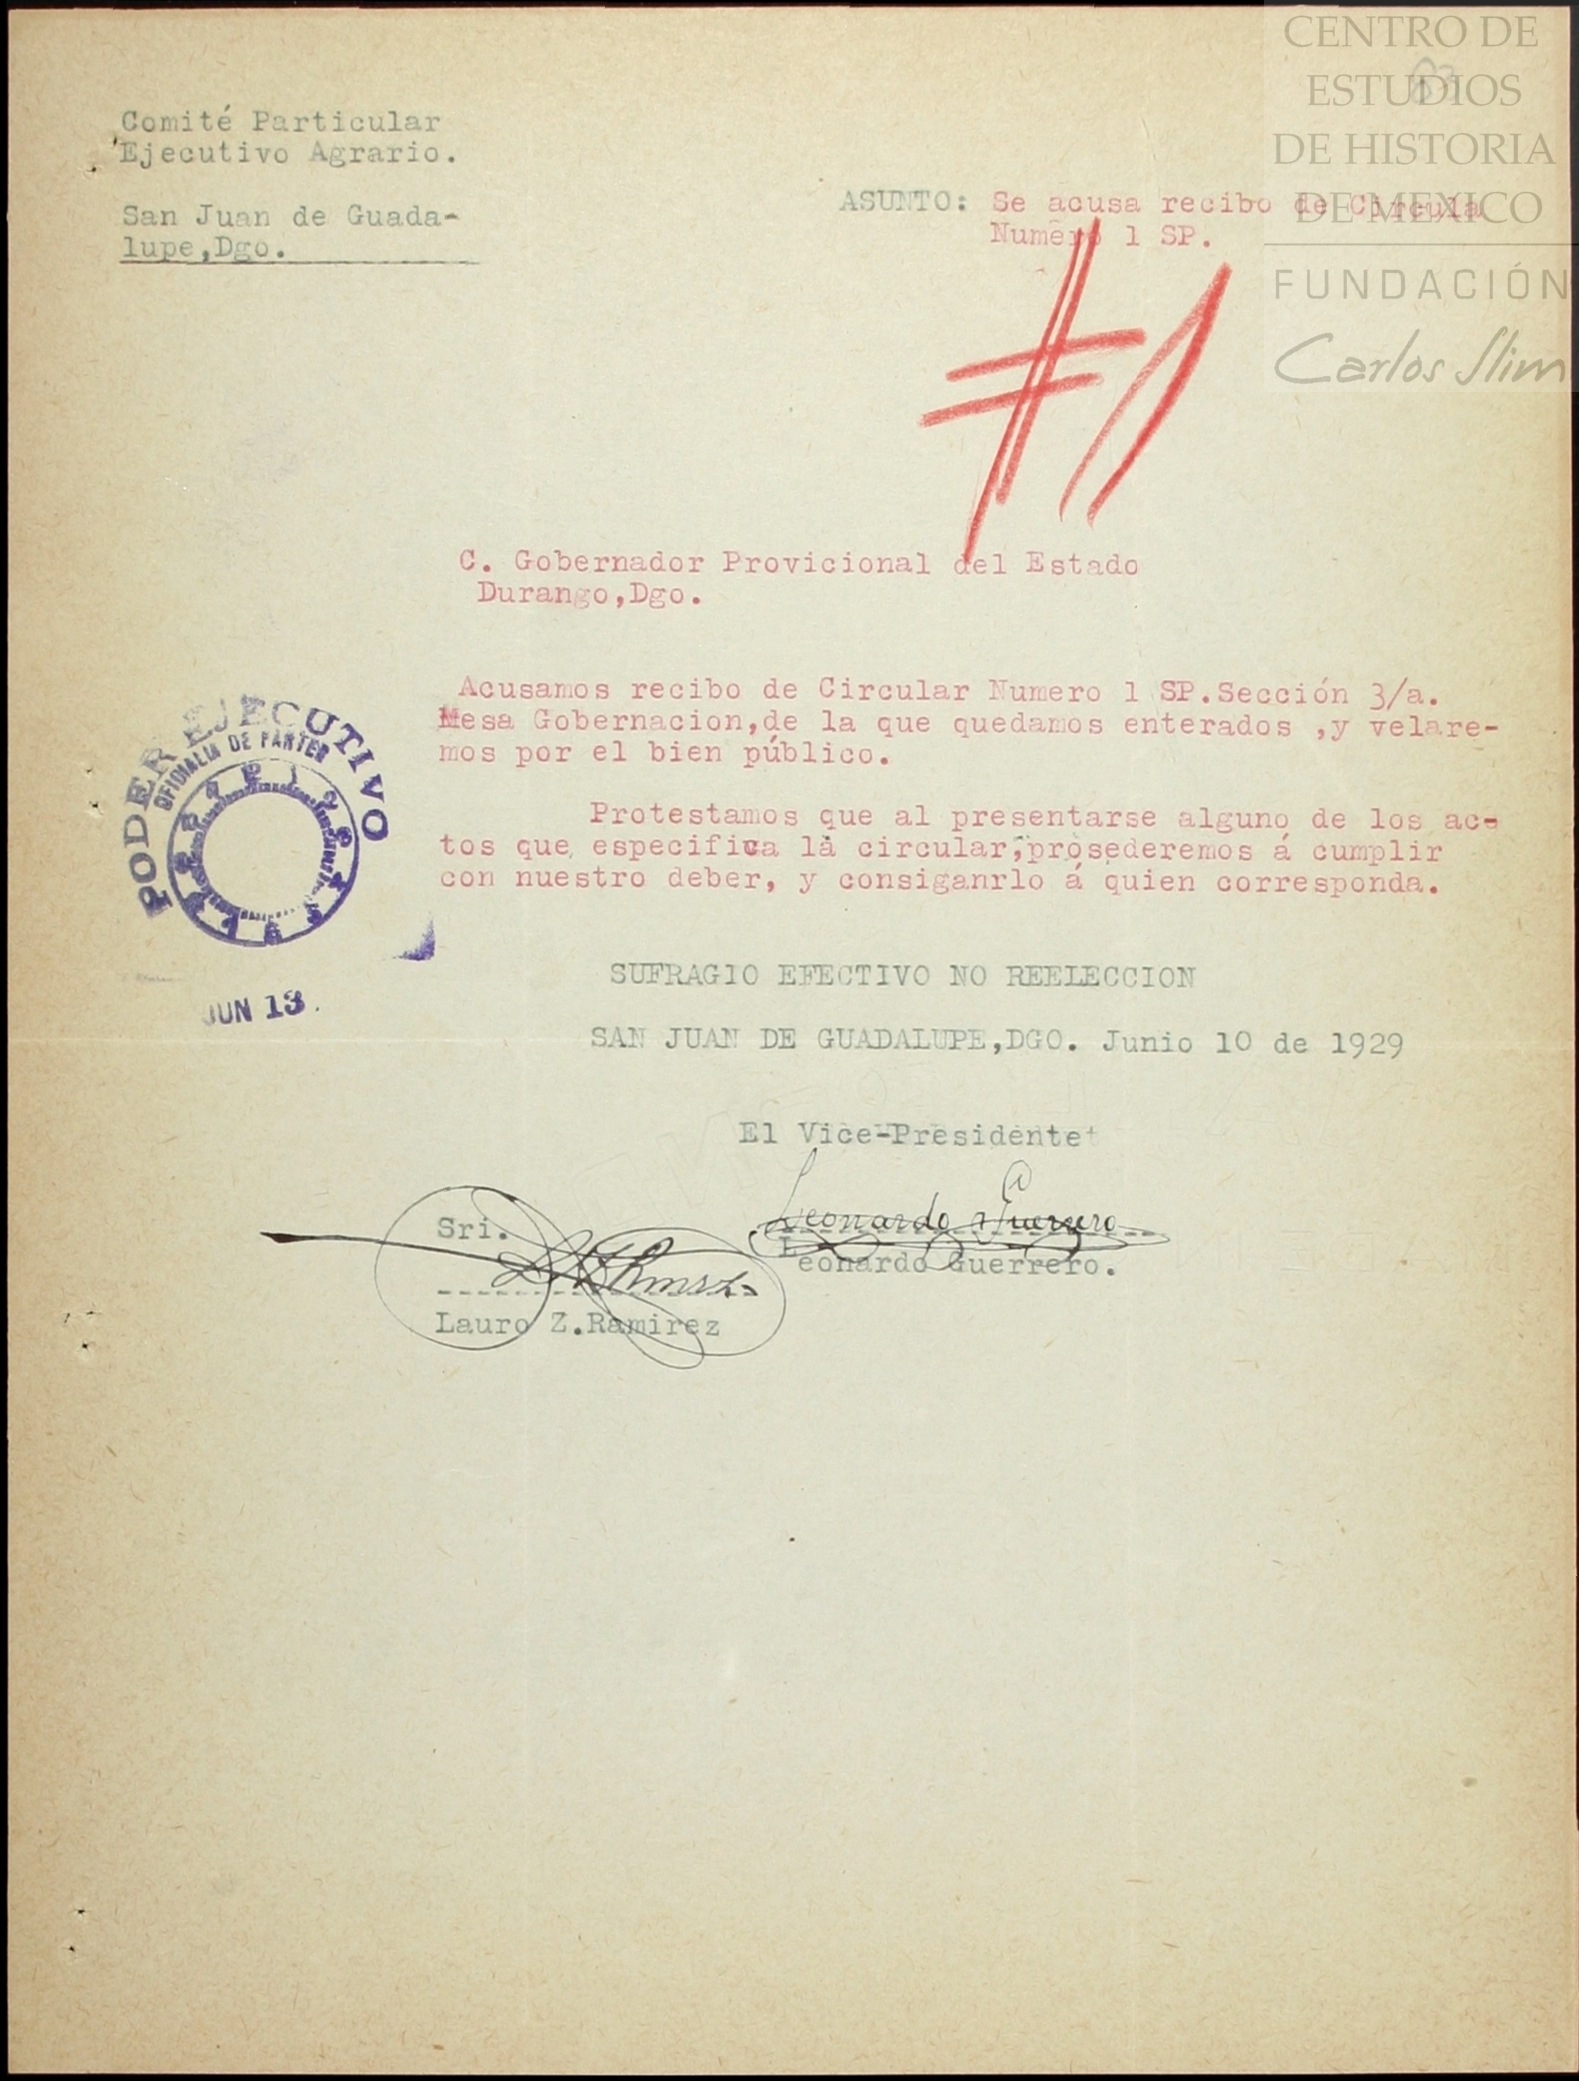 CENTRO DE
ESTUDIOS
DE HISTORIA
DE MEXICO
FUNDACIÓN
Carlos Slim
Comité Particular
Ejecutivo Agrario.
San Juan de Guada-
lupe,Dgo.
ASUNTO: Se acusa recibo de Circula
Numero 1 SP.
#1
C. Gobernador Provicional del Estado
Durango,Dgo.
Acusamos recibo de Circular Numero 1 SP.Sección 3/a.
Mesa Gobernacion,de la que quedamos enterados ,y velare-
mos por el bien público.
Protestamos que al presentarse alguno de los ac-
tos que especifica la circular,prosederemos á cumplir
con nuestro deber, y consiganrlo á quien corresponda.
PODER EJECUTIVO
OFICIALIA DE PARTES
JUN 13.
SUFRAGIO EFECTIVO NO REELECCION
SAN JUAN DE GUADALUPE,DGO. Junio 10 de 1929
El Vice-Presidente
Leonardo Guerrero
Leonardo Guerrero.
Sri.
Lauro Z.Ramirez